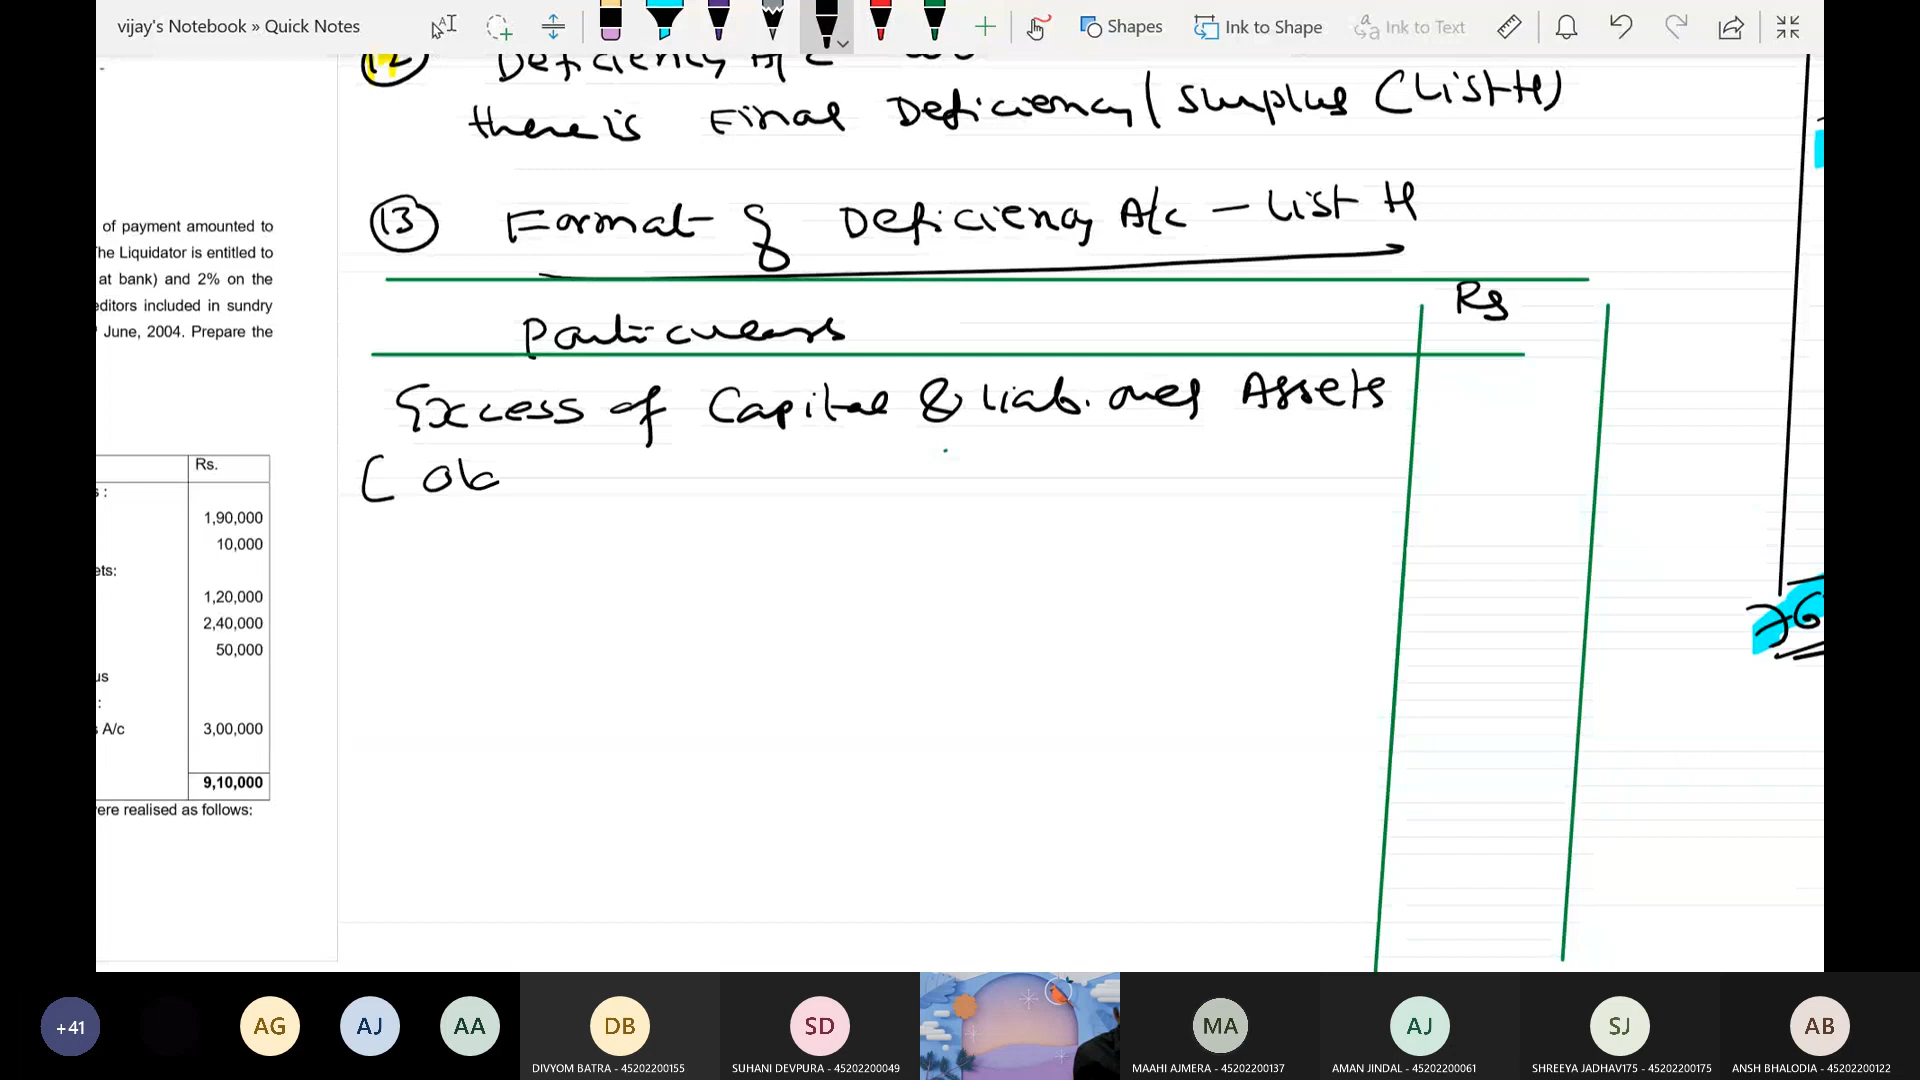 vijay's Notebook » Quick Notes
Shapes
Ink to Shape
Ink to Text
12 Deficiency A/c
there is Final Deficiency / Surplus (List H)
13 Format of Deficiency A/c – List H
Particulars Rs
Excess of Capital & liab. over Assets
(
of payment amounted to
he Liquidator is entitled to
at bank) and 2% on the
editors included in sundry
June, 2004. Prepare the
Rs.
s :
1,90,000
10,000
ets:
1,20,000
2,40,000
50,000
us
:
s A/c 3,00,000
9,10,000
ere realised as follows:
+41
AG
AJ
AA
DB
DIVYOM BATRA - 45202200155
SD
SUHANI DEVPURA - 45202200049
MA
MAAHI AJMERA - 45202200137
AJ
AMAN JINDAL - 45202200061
SJ
SHREEYA JADHAV175 - 45202200175
AB
ANSH BHALODIA - 45202200122